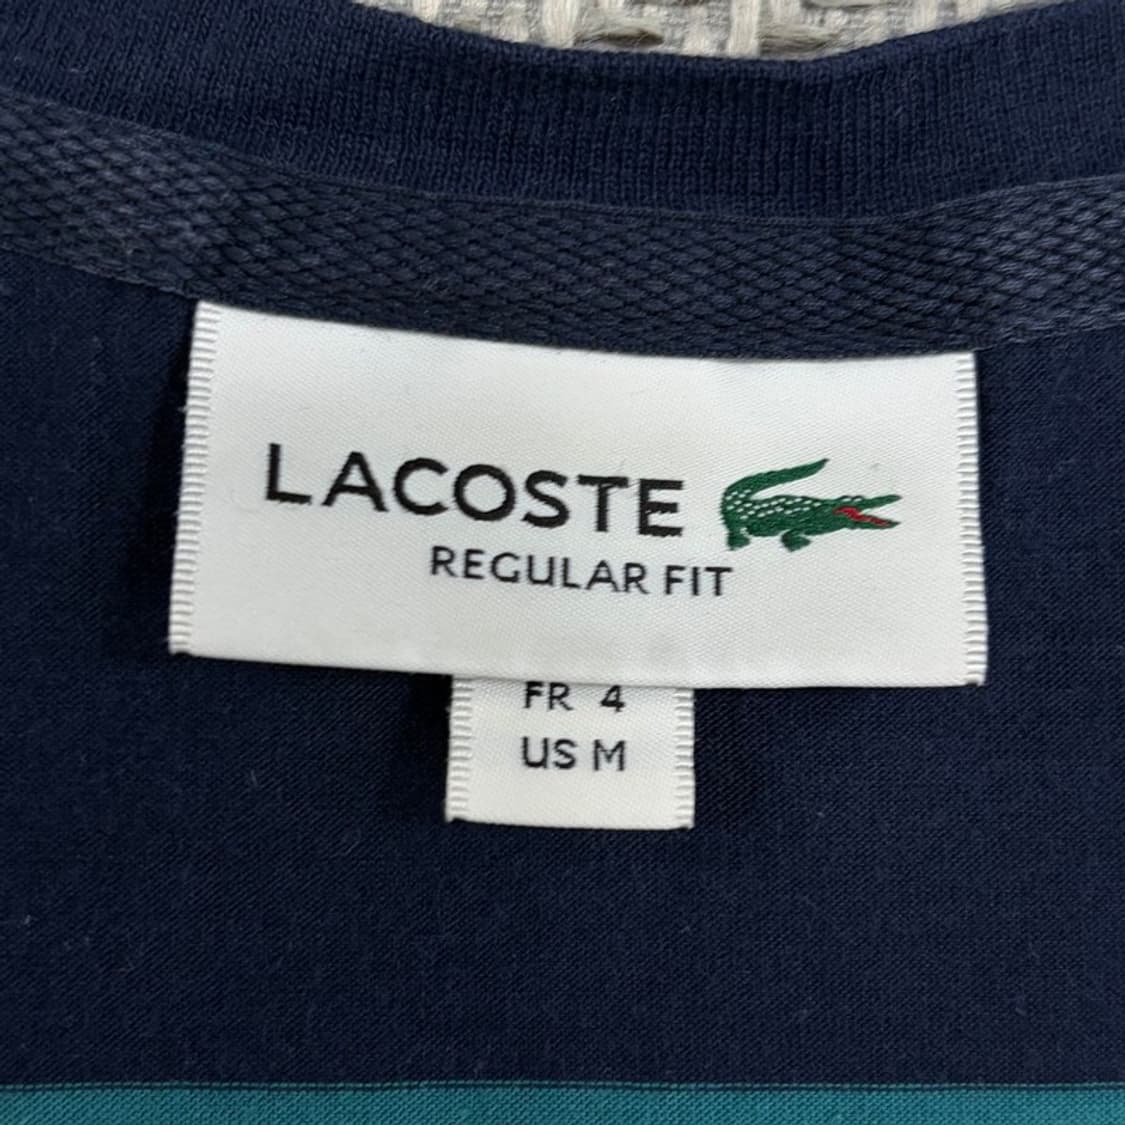 LACOSTE
REGULAR FIT
FR 4
US M